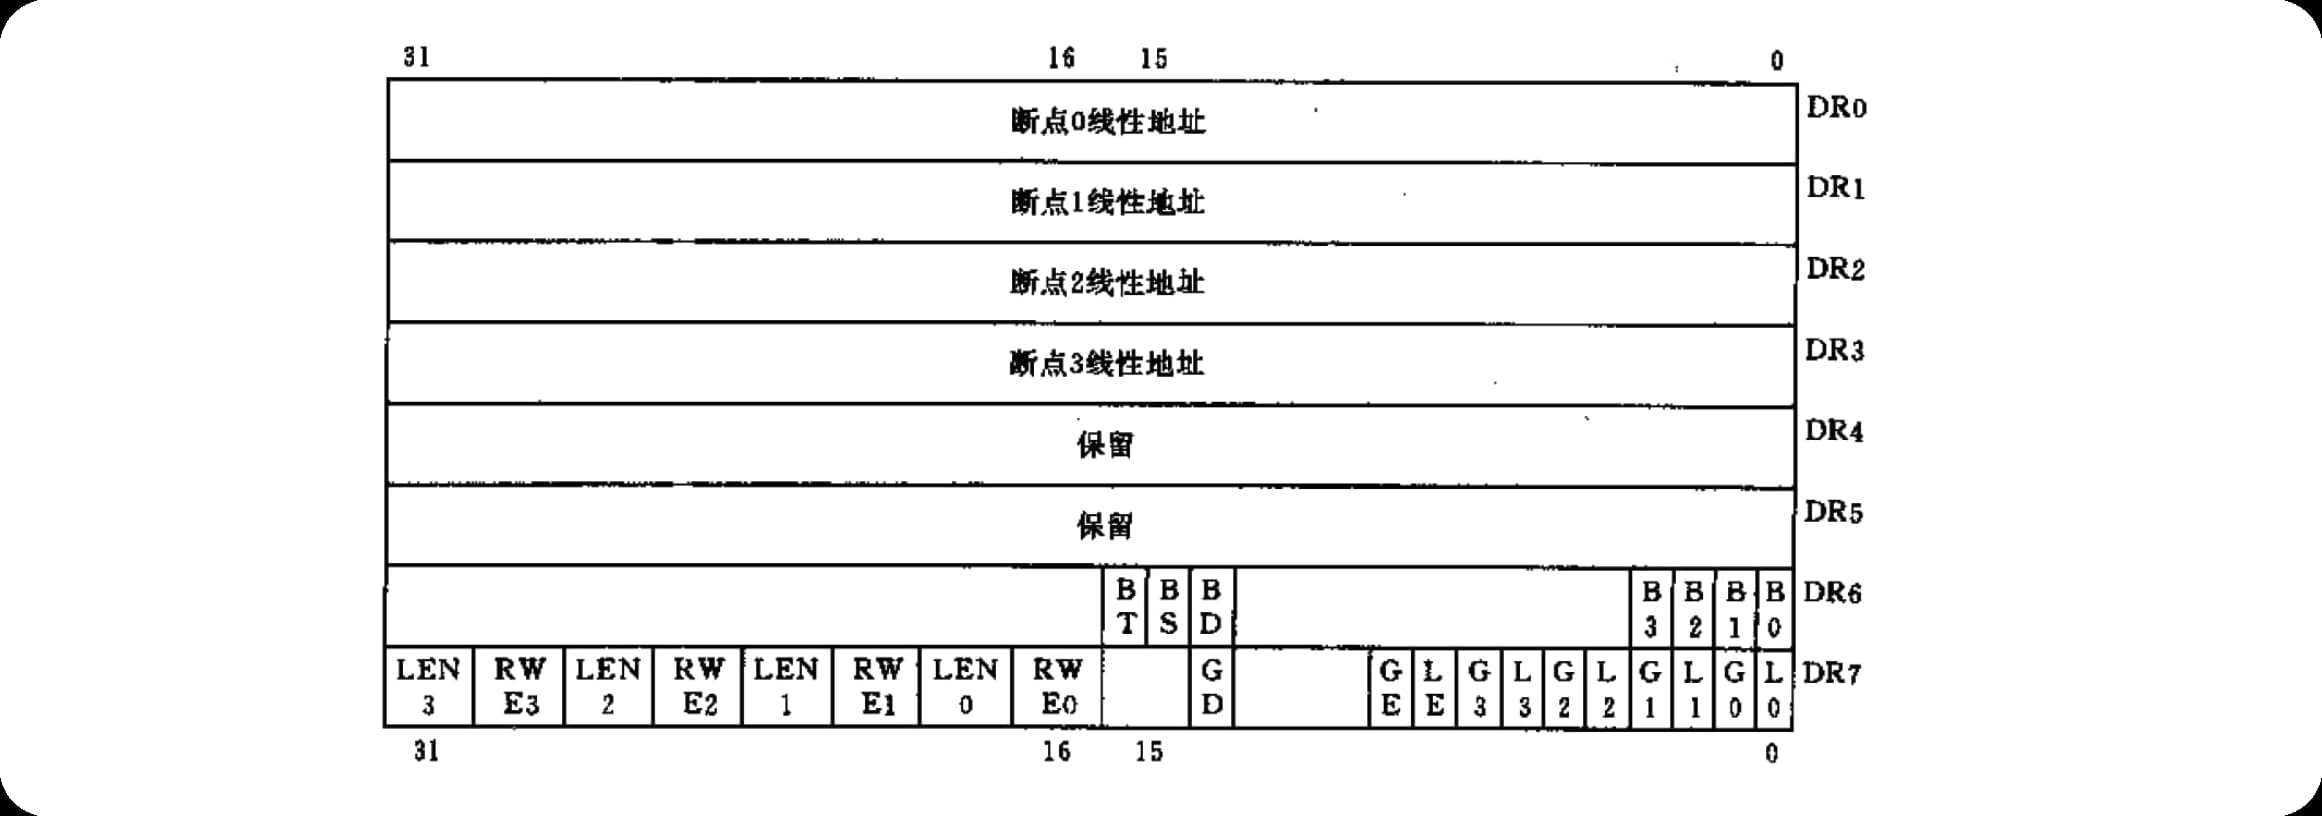 31 16 15 0
断点0线性地址 DR0
断点1线性地址 DR1
断点2线性地址 DR2
断点3线性地址 DR3
保留 DR4
保留 DR5
BT BS BD B3 B2 B1 B0 DR6
LEN3 RWE3 LEN2 RWE2 LEN1 RWE1 LEN0 RWE0 GD GE LE G3 L3 G2 L2 G1 L1 G0 L0 DR7
31 16 15 0